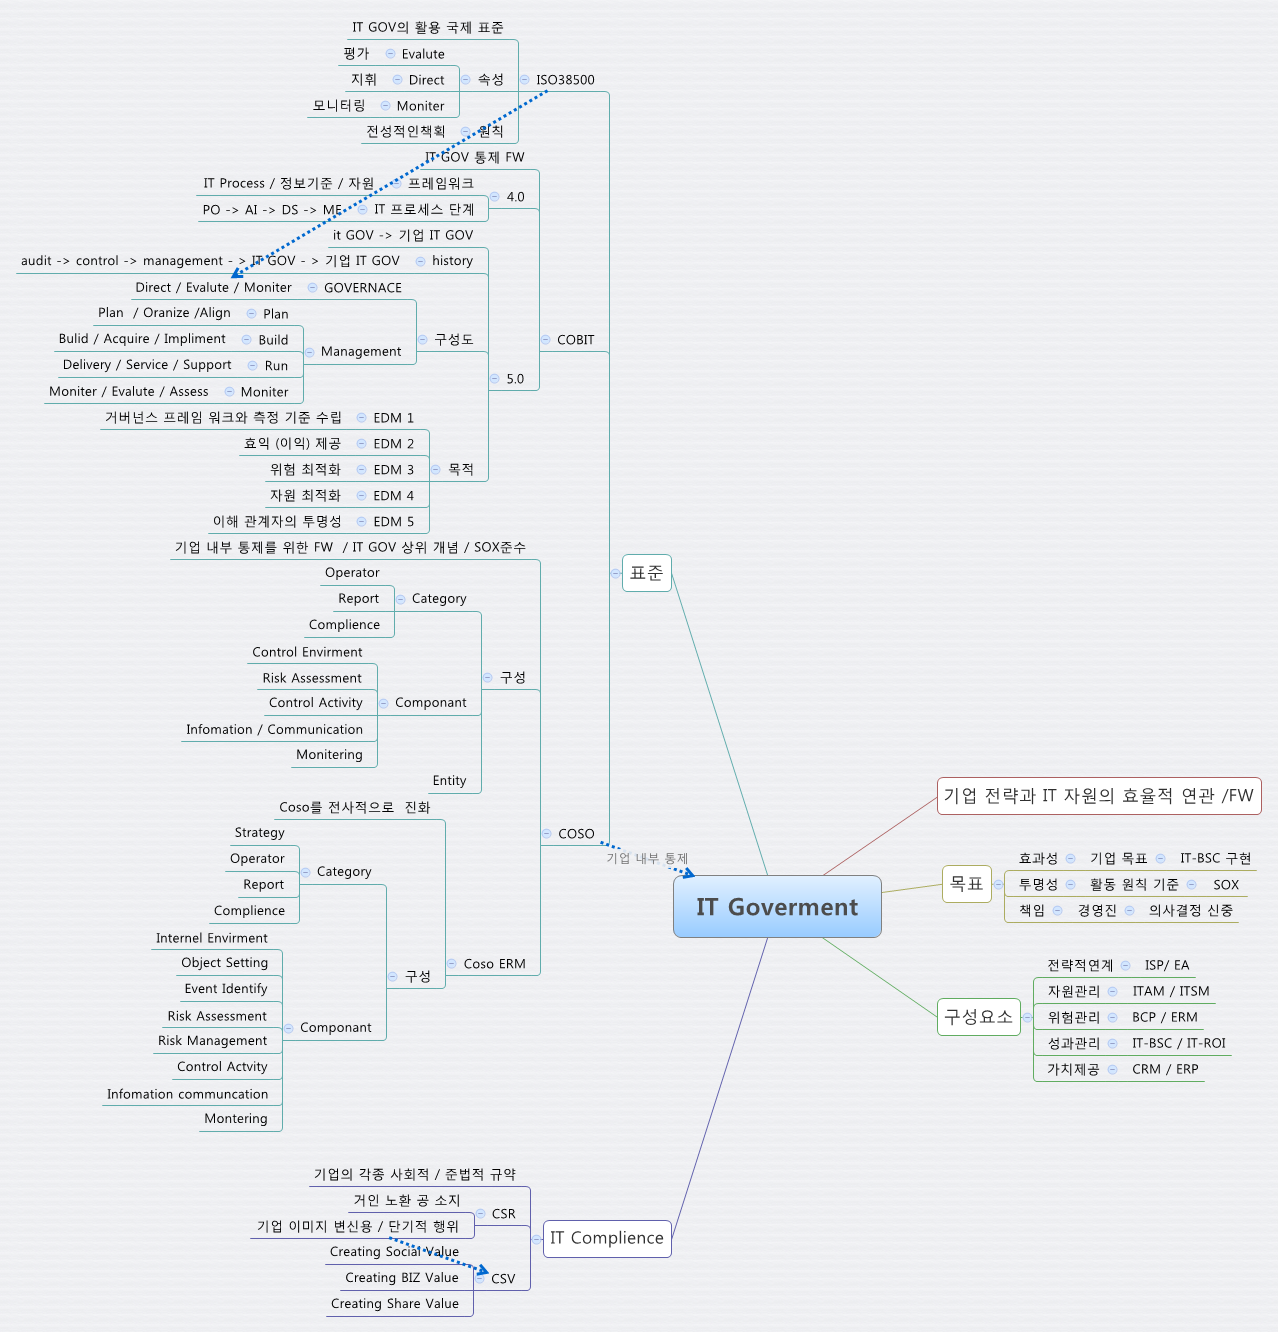 IT GOV의 활용 국제 표준
평가 Evalute
지휘 Direct 속성 ISO38500
모니터링 Moniter
전성적인책획 원칙
IT GOV 통제 FW
IT Process / 정보기준 / 자원 프레임워크
4.0
PO -> AI -> DS -> ME IT 프로세스 단계
it GOV -> 기업 IT GOV
audit -> control -> management - > IT GOV - > 기업 IT GOV history
Direct / Evalute / Moniter GOVERNACE
Plan / Oranize /Align Plan
Bulid / Acquire / Impliment Build
구성도 COBIT
Management
Delivery / Service / Support Run
5.0
Moniter / Evalute / Assess Moniter
거버넌스 프레임 워크와 측정 기준 수립 EDM 1
효익 (이익) 제공 EDM 2
위험 최적화 EDM 3 목적
자원 최적화 EDM 4
이해 관계자의 투명성 EDM 5
기업 내부 통제를 위한 FW / IT GOV 상위 개념 / SOX준수
표준
Operator
Report Category
Complience
Control Envirment
Risk Assessment 구성
Control Activity Componant
Infomation / Communication
Monitering
Entity
Coso를 전사적으로 진화
Strategy COSO
Operator
Category
Report
Complience
Internel Envirment
Object Setting Coso ERM
구성
Event Identify
Risk Assessment
Componant
Risk Management
Control Actvity
Infomation communcation
Montering
기업 내부 통제
IT Goverment
기업 전략과 IT 자원의 효율적 연관 /FW
효과성 기업 목표 IT-BSC 구현
목표 투명성 활동 원칙 기준 SOX
책임 경영진 의사결정 신중
전략적연계 ISP/ EA
자원관리 ITAM / ITSM
구성요소 위험관리 BCP / ERM
성과관리 IT-BSC / IT-ROI
가치제공 CRM / ERP
기업의 각종 사회적 / 준법적 규약
거인 노환 공 소지
CSR
기업 이미지 변신용 / 단기적 행위
IT Complience
Creating Social Value
Creating BIZ Value CSV
Creating Share Value